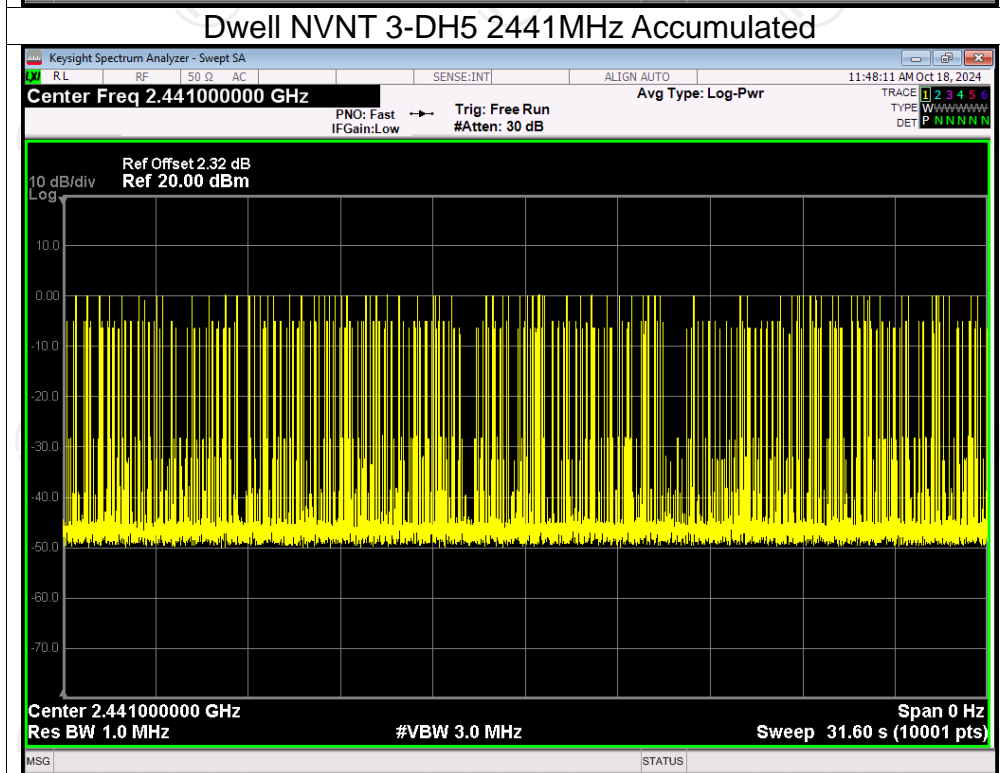 Dwell NVNT 3-DH5 2441MHz Accumulated
Keysight Spectrum Analyzer - Swept SA
LXI RL RF 50 Ω AC SENSE:INT ALIGN AUTO 11:48:11 AM Oct 18, 2024
Center Freq 2.441000000 GHz Avg Type: Log-Pwr TRACE 1 2 3 4 5 6
PNO: Fast Trig: Free Run TYPE WWWWWW
IFGain:Low #Atten: 30 dB DET P N N N N N
Ref Offset 2.32 dB
10 dB/div Ref 20.00 dBm
Log
10.0
0.00
-10.0
-20.0
-30.0
-40.0
-50.0
-60.0
-70.0
Center 2.441000000 GHz Span 0 Hz
Res BW 1.0 MHz #VBW 3.0 MHz Sweep 31.60 s (10001 pts)
MSG STATUS